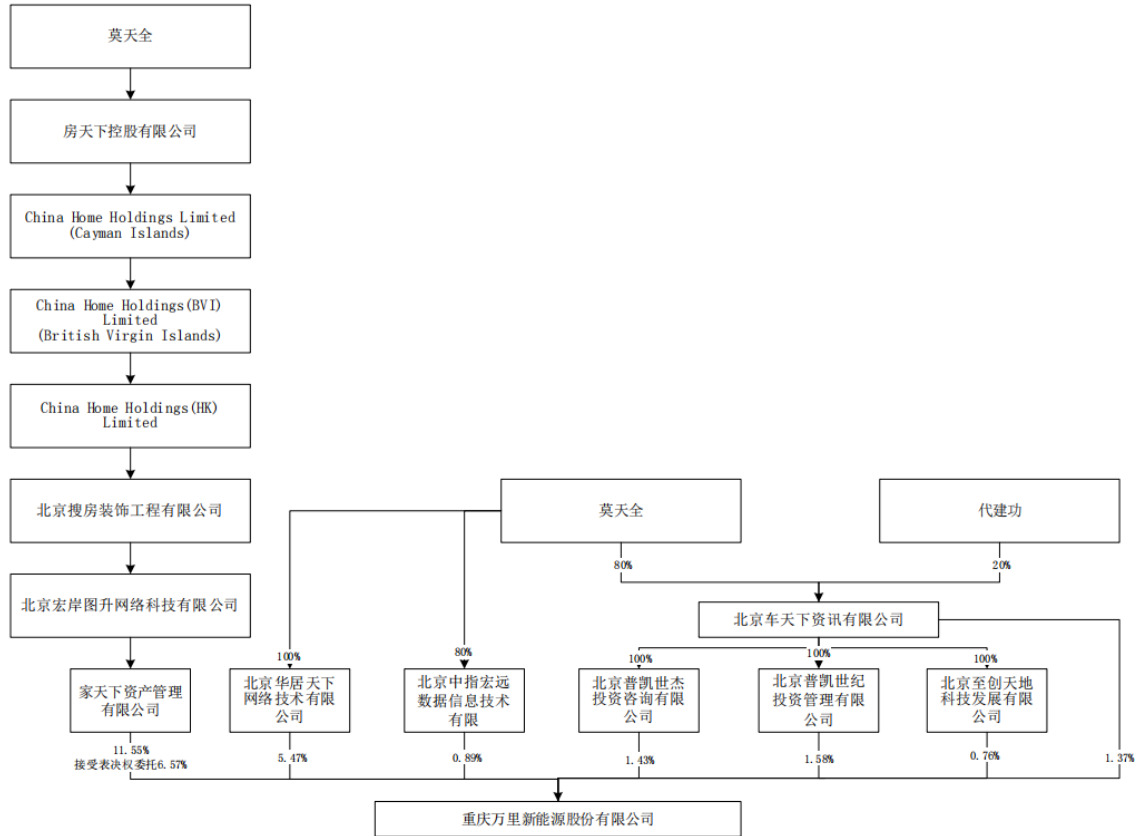 莫天全
房天下控股有限公司
China Home Holdings Limited
(Cayman Islands)
China Home Holdings(BVI)
Limited
(British Virgin Islands)
China Home Holdings(HK)
Limited
北京搜房装饰工程有限公司
莫天全
代建功
80%
20%
北京宏岸图升网络科技有限公司
北京车天下资讯有限公司
100%
80%
100%
100%
100%
家天下资产管理
有限公司
北京华居天下
网络技术有限
公司
北京中指宏远
数据信息技术
有限
北京普凯世杰
投资咨询有限
公司
北京普凯世纪
投资管理有限
公司
北京至创天地
科技发展有限
公司
11.55%
接受表决权委托6.57%
5.47%
0.89%
1.43%
1.58%
0.76%
1.37%
重庆万里新能源股份有限公司